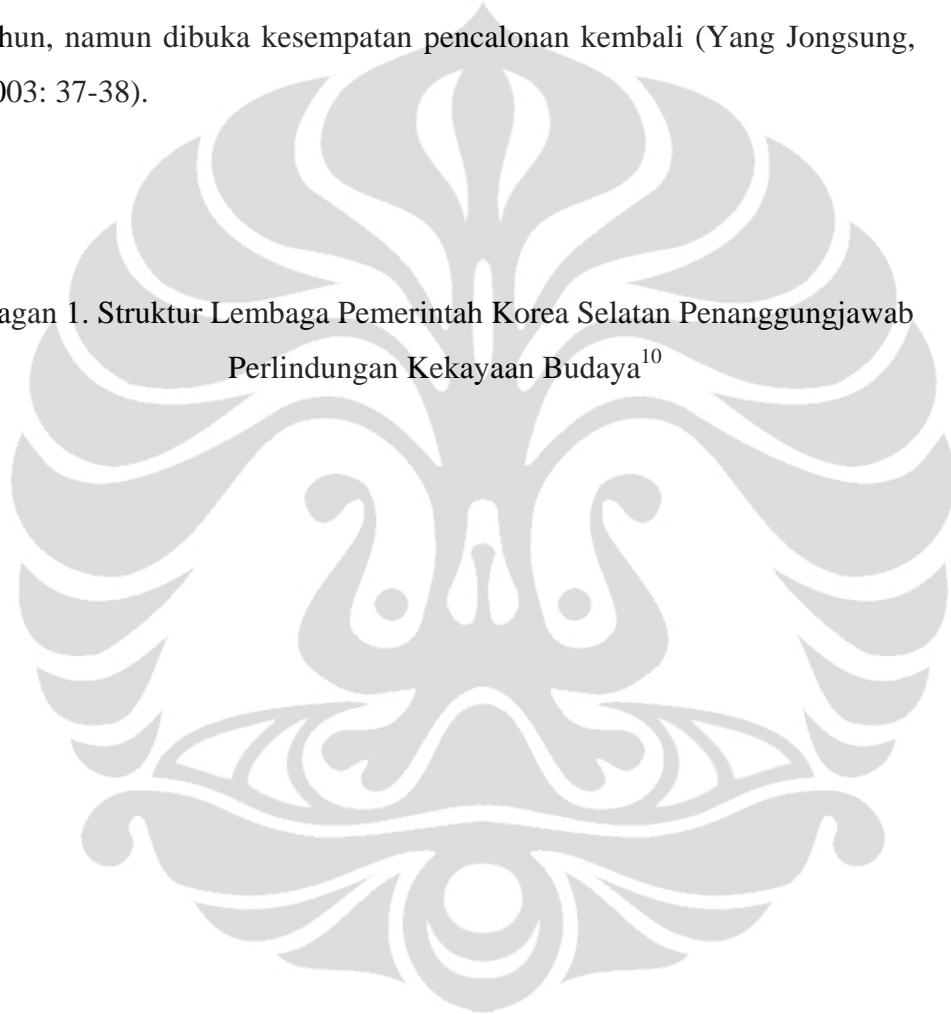 hun, namun dibuka kesempatan pencalonan kembali (Yang Jongsung,
003: 37-38).
agan 1. Struktur Lembaga Pemerintah Korea Selatan Penanggungjawab
Perlindungan Kekayaan Budaya10